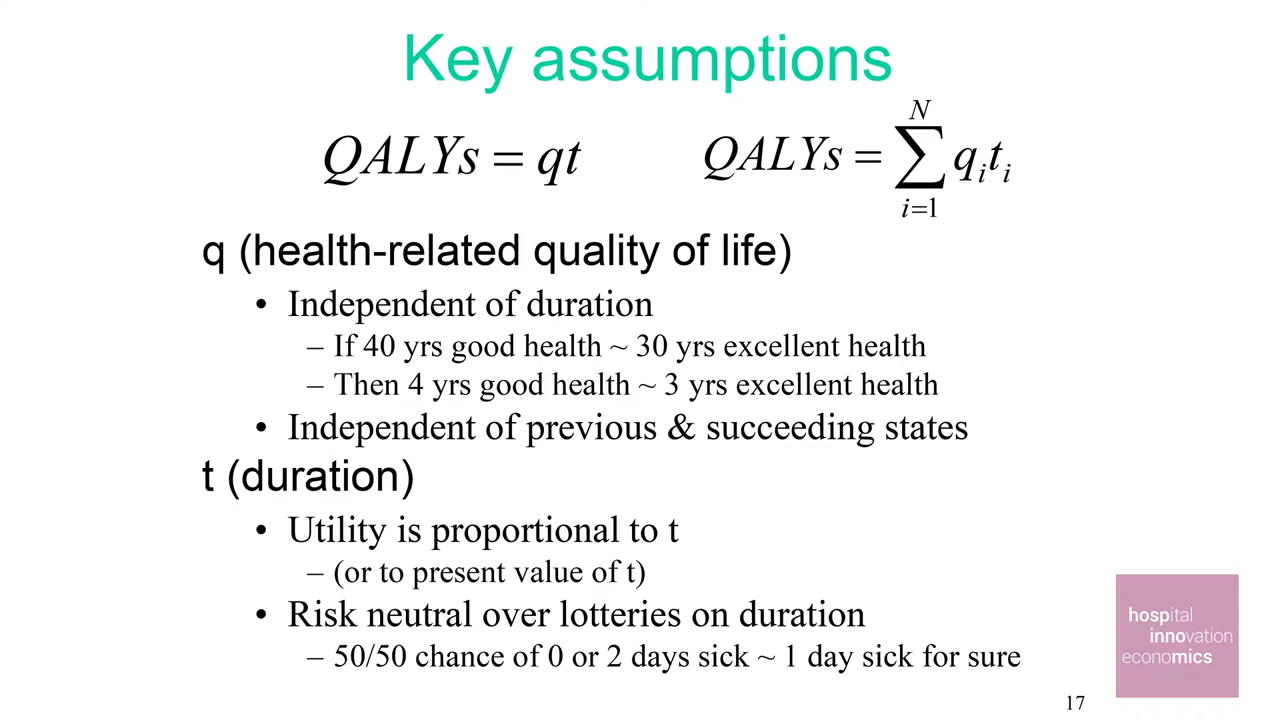 Key assumptions
QALYs = qt
QALYs = \sum_{i=1}^{N} q_i t_i
q (health-related quality of life)
• Independent of duration
– If 40 yrs good health ~ 30 yrs excellent health
– Then 4 yrs good health ~ 3 yrs excellent health
• Independent of previous & succeeding states
t (duration)
• Utility is proportional to t
– (or to present value of t)
• Risk neutral over lotteries on duration
– 50/50 chance of 0 or 2 days sick ~ 1 day sick for sure
hospital
innovation
economics
17